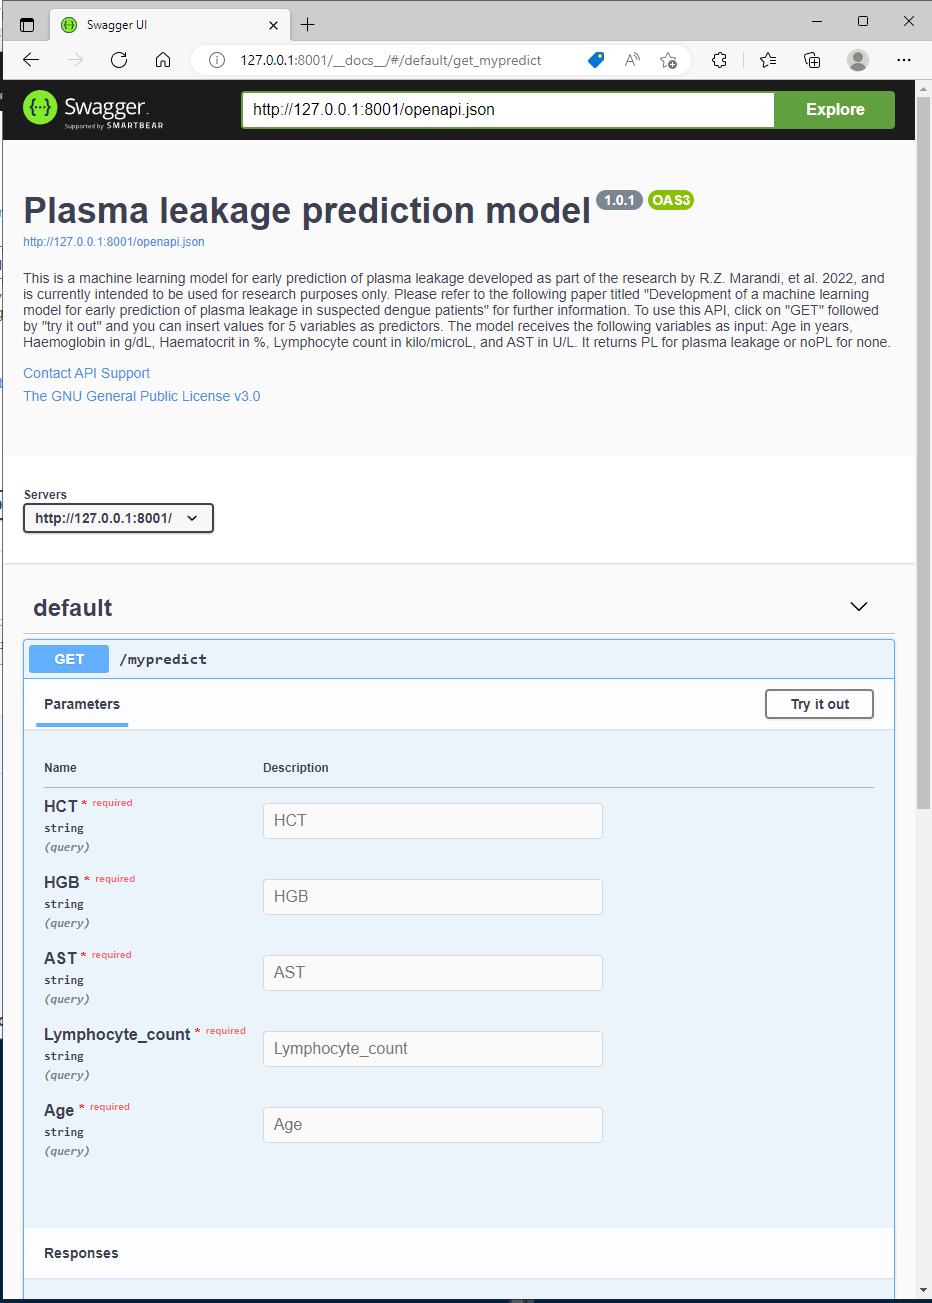 Swagger UI
127.0.0.1:8001/__docs__/#/default/get_mypredict
Swagger
Supported by SMARTBEAR
http://127.0.0.1:8001/openapi.json
Explore
Plasma leakage prediction model 1.0.1 OAS3
http://127.0.0.1:8001/openapi.json
This is a machine learning model for early prediction of plasma leakage developed as part of the research by R.Z. Marandi, et al. 2022, and
is currently intended to be used for research purposes only. Please refer to the following paper titled "Development of a machine learning
model for early prediction of plasma leakage in suspected dengue patients" for further information. To use this API, click on "GET" followed
by "try it out" and you can insert values for 5 variables as predictors. The model receives the following variables as input: Age in years,
Haemoglobin in g/dL, Haematocrit in %, Lymphocyte count in kilo/microL, and AST in U/L. It returns PL for plasma leakage or noPL for none.
Contact API Support
The GNU General Public License v3.0
Servers
http://127.0.0.1:8001/
default
GET /mypredict
Parameters
Try it out
Name Description
HCT * required
string
(query)
HCT
HGB * required
string
(query)
HGB
AST * required
string
(query)
AST
Lymphocyte_count * required
string
(query)
Lymphocyte_count
Age * required
string
(query)
Age
Responses